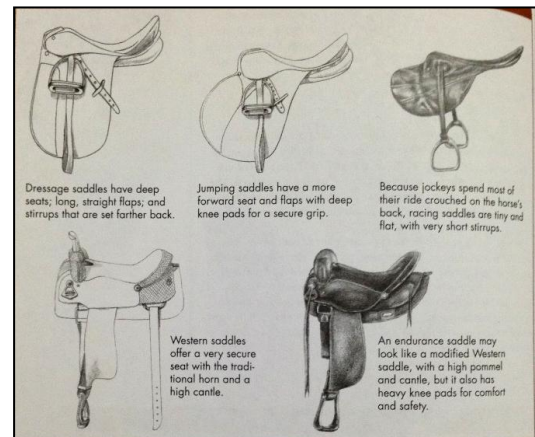 Dressage saddles have deep
seats; long, straight flaps; and
stirrups that are set farther back.
Jumping saddles have a more
forward seat and flaps with deep
knee pads for a secure grip.
Because jockeys spend most of
their ride crouched on the horse's
back, racing saddles are tiny and
flat, with very short stirrups.
Western saddles
offer a very secure
seat with the tradi-
tional horn and a
high cantle.
An endurance saddle may
look like a modified Western
saddle, with a high pommel
and cantle, but it also has
heavy knee pads for comfort
and safety.